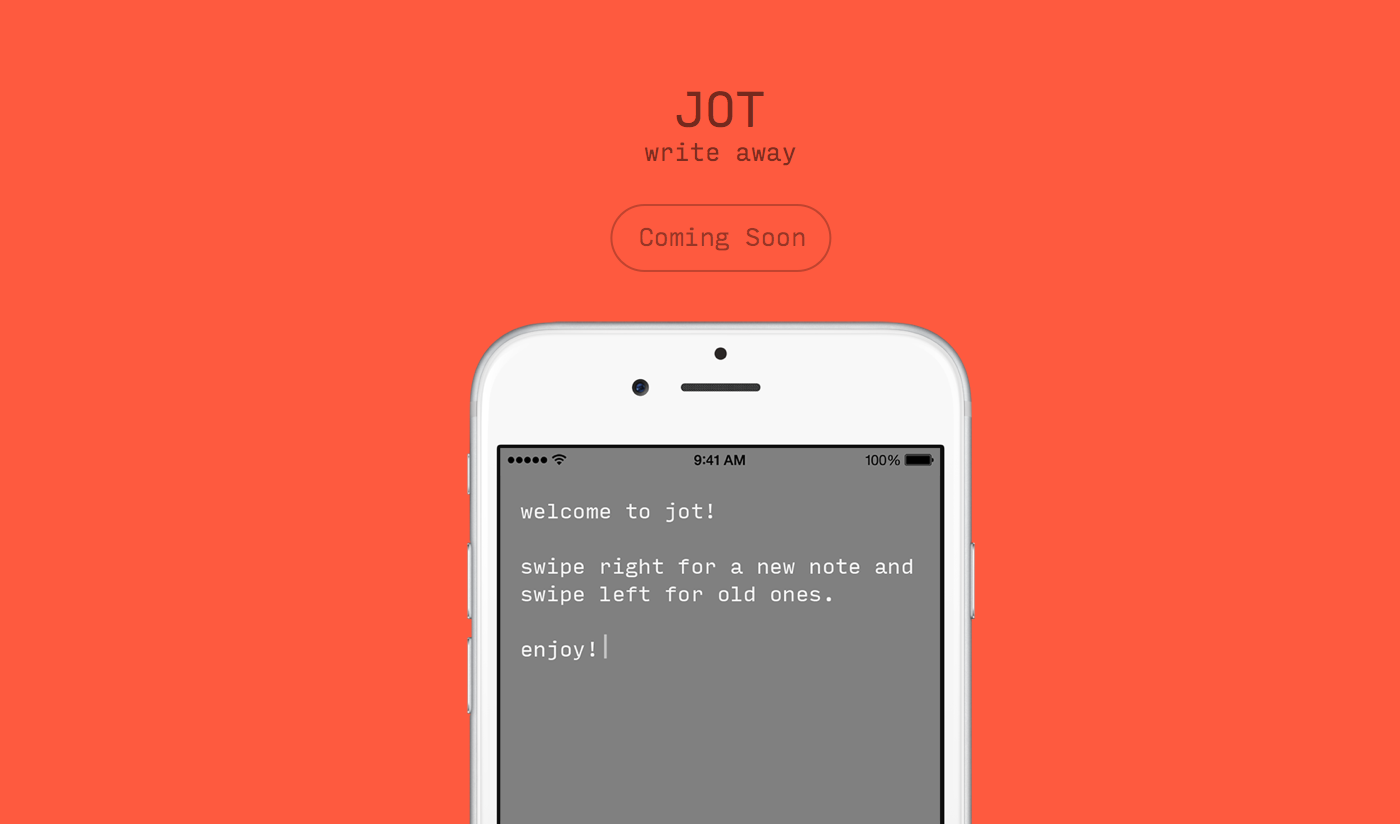 JOT
write away
Coming Soon
9:41 AM
100%
welcome to jot!
swipe right for a new note and
swipe left for old ones.
enjoy!